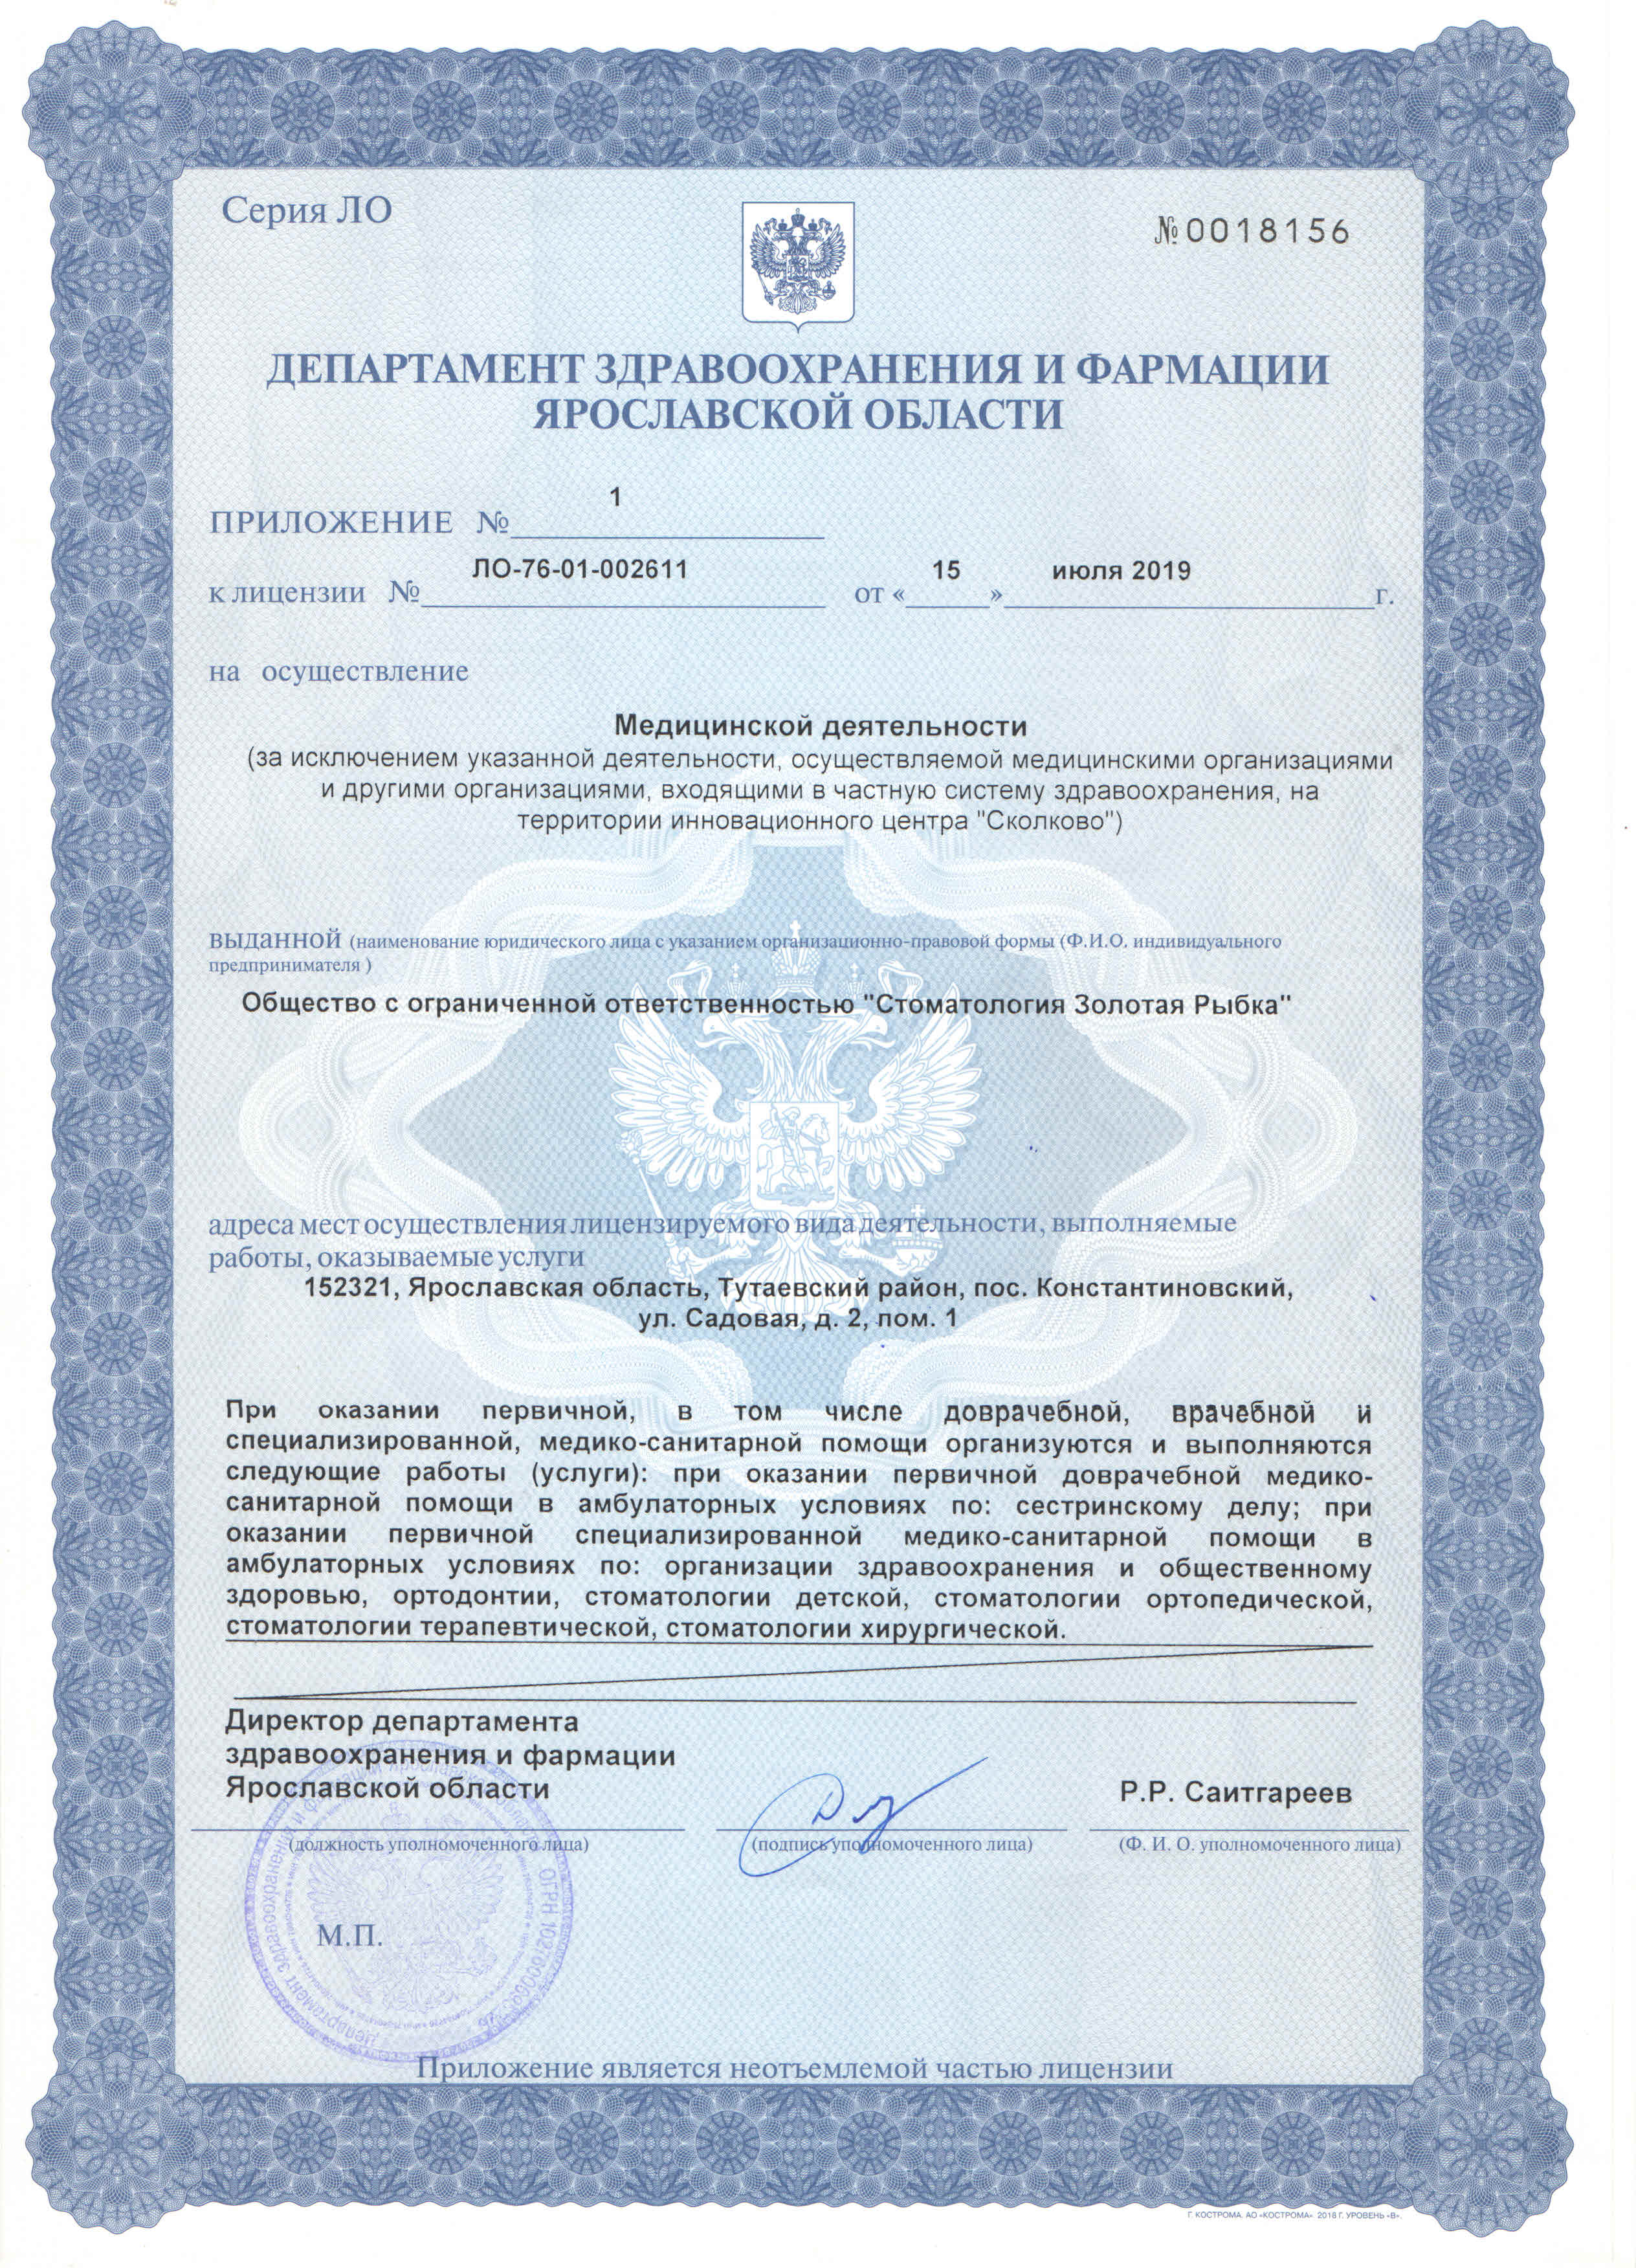 Серия ЛО
№0018156
ДЕПАРТАМЕНТ ЗДРАВООХРАНЕНИЯ И ФАРМАЦИИ
ЯРОСЛАВСКОЙ ОБЛАСТИ
ПРИЛОЖЕНИЕ № 1
к лицензии № ЛО-76-01-002611 от «15» июля 2019 г.
на осуществление
Медицинской деятельности
(за исключением указанной деятельности, осуществляемой медицинскими организациями
и другими организациями, входящими в частную систему здравоохранения, на
территории инновационного центра "Сколково")
выданной (наименование юридического лица с указанием организационно-правовой формы (Ф.И.О. индивидуального
предпринимателя )
Общество с ограниченной ответственностью "Стоматология Золотая Рыбка"
адреса мест осуществления лицензируемого вида деятельности, выполняемые
работы, оказываемые услуги
152321, Ярославская область, Тутаевский район, пос. Константиновский,
ул. Садовая, д. 2, пом. 1
При оказании первичной, в том числе доврачебной, врачебной и
специализированной, медико-санитарной помощи организуются и выполняются
следующие работы (услуги): при оказании первичной доврачебной медико-
санитарной помощи в амбулаторных условиях по: сестринскому делу; при
оказании первичной специализированной медико-санитарной помощи в
амбулаторных условиях по: организации здравоохранения и общественному
здоровью, ортодонтии, стоматологии детской, стоматологии ортопедической,
стоматологии терапевтической, стоматологии хирургической.
Директор департамента
здравоохранения и фармации
Ярославской области
Р.Р. Саитгареев
(должность уполномоченного лица)
(подпись уполномоченного лица)
(Ф. И. О. уполномоченного лица)
М.П.
Департамент здравоохранения и фармации Ярославской
Приложение является неотъемлемой частью лицензии
Г. КОСТРОМА. АО «КОСТРОМА» 2018 Г. УРОВЕНЬ «В».